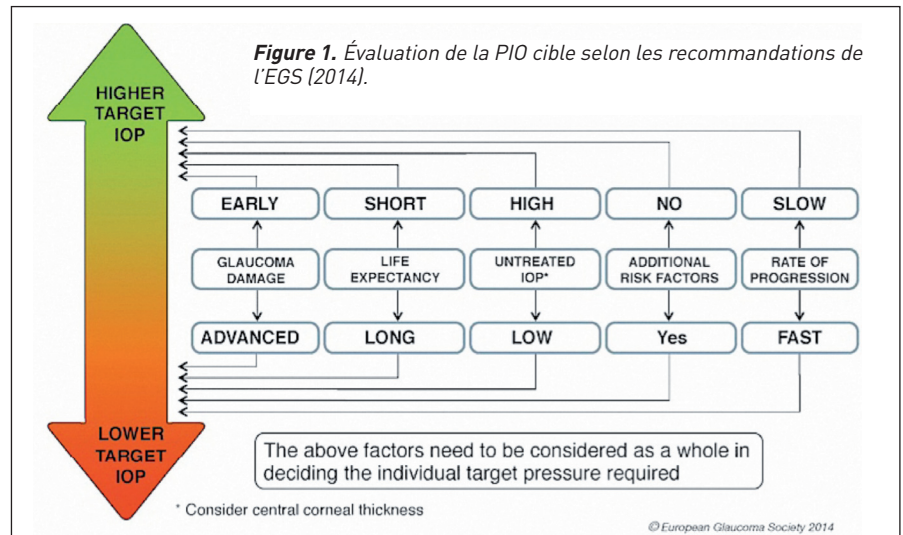 Figure 1. Évaluation de la PIO cible selon les recommandations de
l'EGS (2014).
HIGHER
TARGET
IOP
EARLY
SHORT
HIGH
NO
SLOW
GLAUCOMA
DAMAGE
LIFE
EXPECTANCY
UNTREATED
IOP*
ADDITIONAL
RISK FACTORS
RATE OF
PROGRESSION
ADVANCED
LONG
LOW
Yes
FAST
LOWER
TARGET
IOP
The above factors need to be considered as a whole in
deciding the individual target pressure required
* Consider central corneal thickness
© European Glaucoma Society 2014